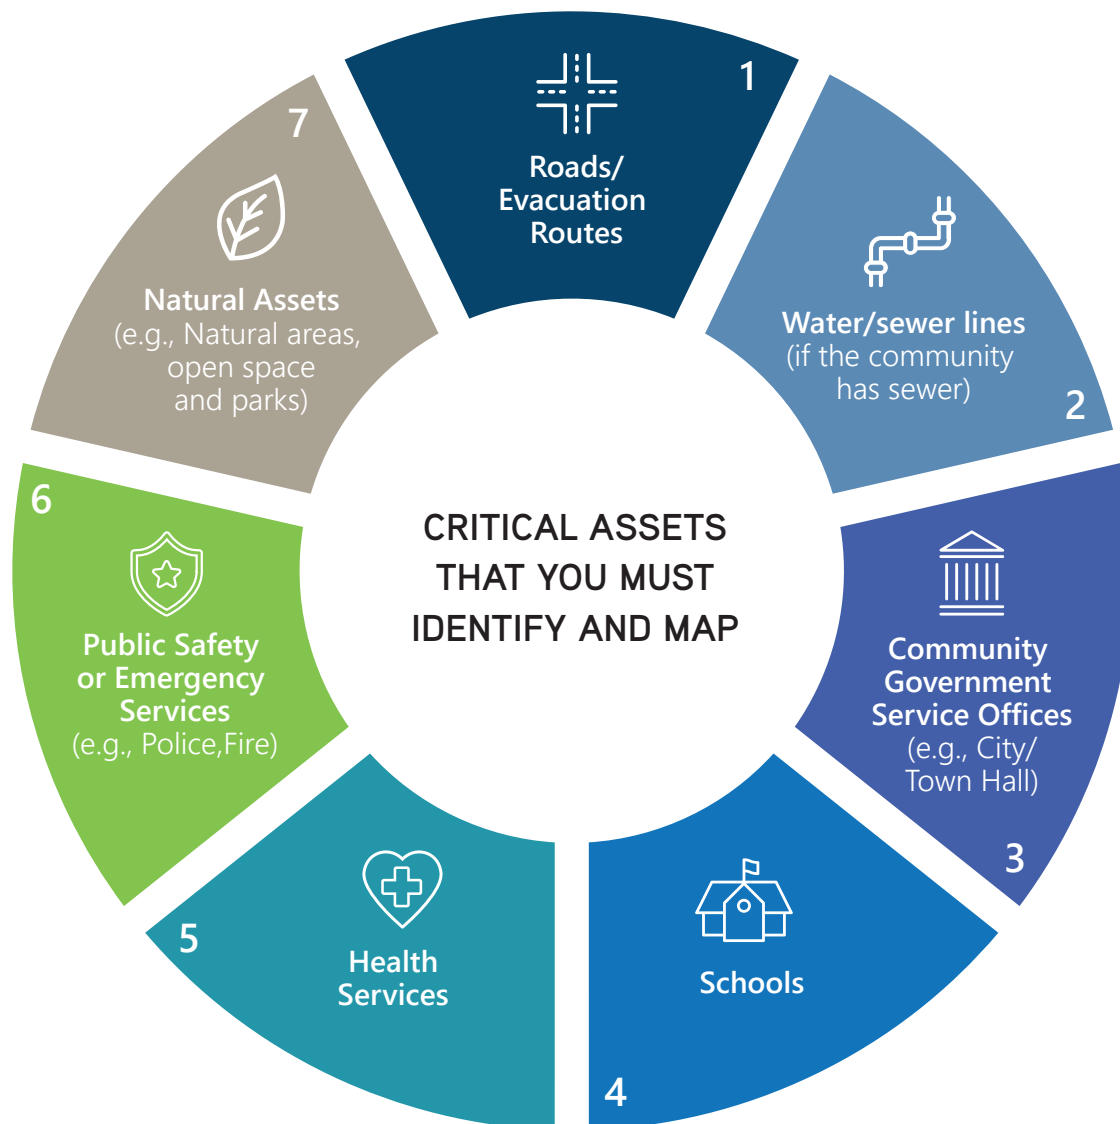 CRITICAL ASSETS
THAT YOU MUST
IDENTIFY AND MAP
1
Roads/
Evacuation
Routes
2
Water/sewer lines
(if the community
has sewer)
3
Community
Government
Service Offices
(e.g., City/
Town Hall)
4
Schools
5
Health
Services
6
Public Safety
or Emergency
Services
(e.g., Police,Fire)
7
Natural Assets
(e.g., Natural areas,
open space
and parks)